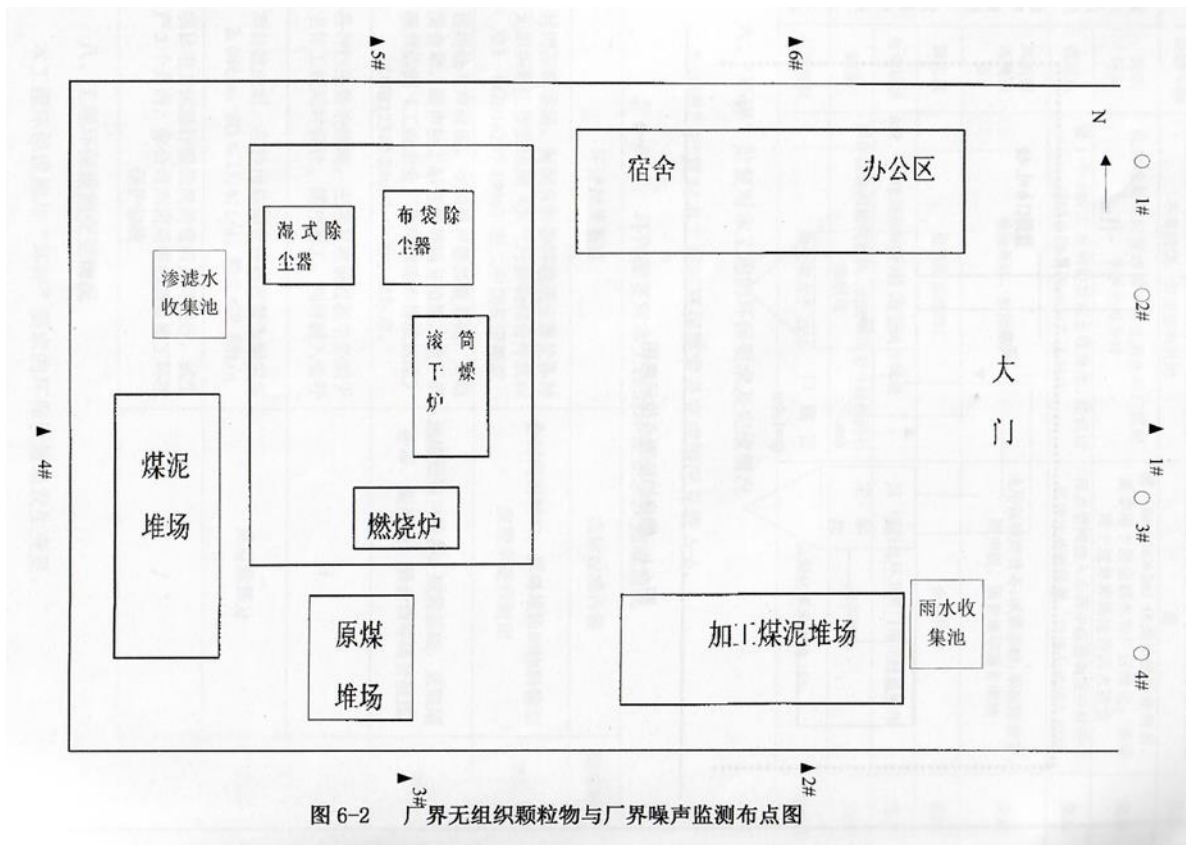 ▲5#
▲6#
N
○1#
宿舍
办公区
湿式除
尘器
布袋除
尘器
渗滤水
收集池
○2#
滚筒
干燥
炉
大
门
▲4#
▲1#
煤泥
堆场
○3#
燃烧炉
原煤
堆场
加工煤泥堆场
雨水收
集池
○4#
▲3#
▲2#
图 6-2 厂界无组织颗粒物与厂界噪声监测布点图